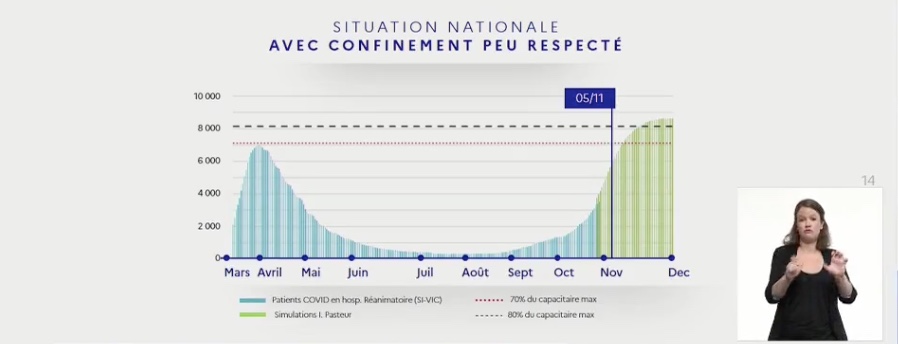 SITUATION NATIONALE
AVEC CONFINEMENT PEU RESPECTÉ
05/11
10 000
8 000
6 000
4 000
2 000
0
Mars Avril Mai Juin Juil Août Sept Oct Nov Dec
Patients COVID en hosp. Réanimatoire (SI-VIC)
70% du capacitaire max
Simulations I. Pasteur
80% du capacitaire max
14